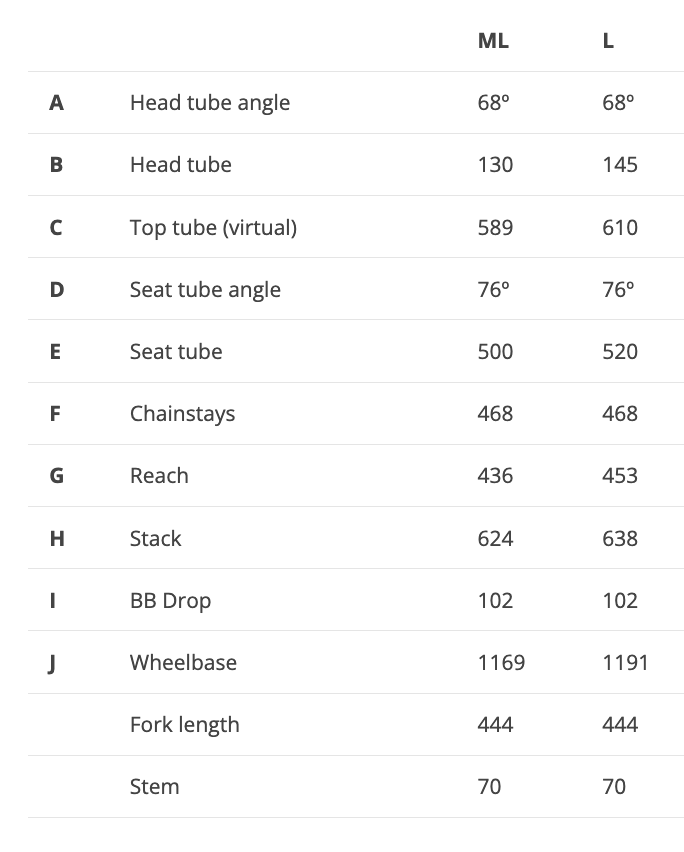 ML L
A Head tube angle 68º 68º
B Head tube 130 145
C Top tube (virtual) 589 610
D Seat tube angle 76º 76º
E Seat tube 500 520
F Chainstays 468 468
G Reach 436 453
H Stack 624 638
I BB Drop 102 102
J Wheelbase 1169 1191
Fork length 444 444
Stem 70 70